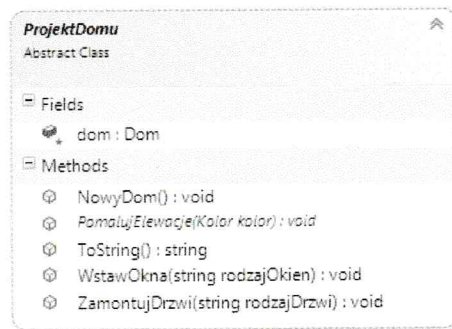 ProjektDomu
Abstract Class
Fields
dom : Dom
Methods
NowyDom() : void
PomalujElewacje(Kolor kolor) : void
ToString() : string
WstawOkna(string rodzajOkien) : void
ZamontujDrzwi(string rodzajDrzwi) : void